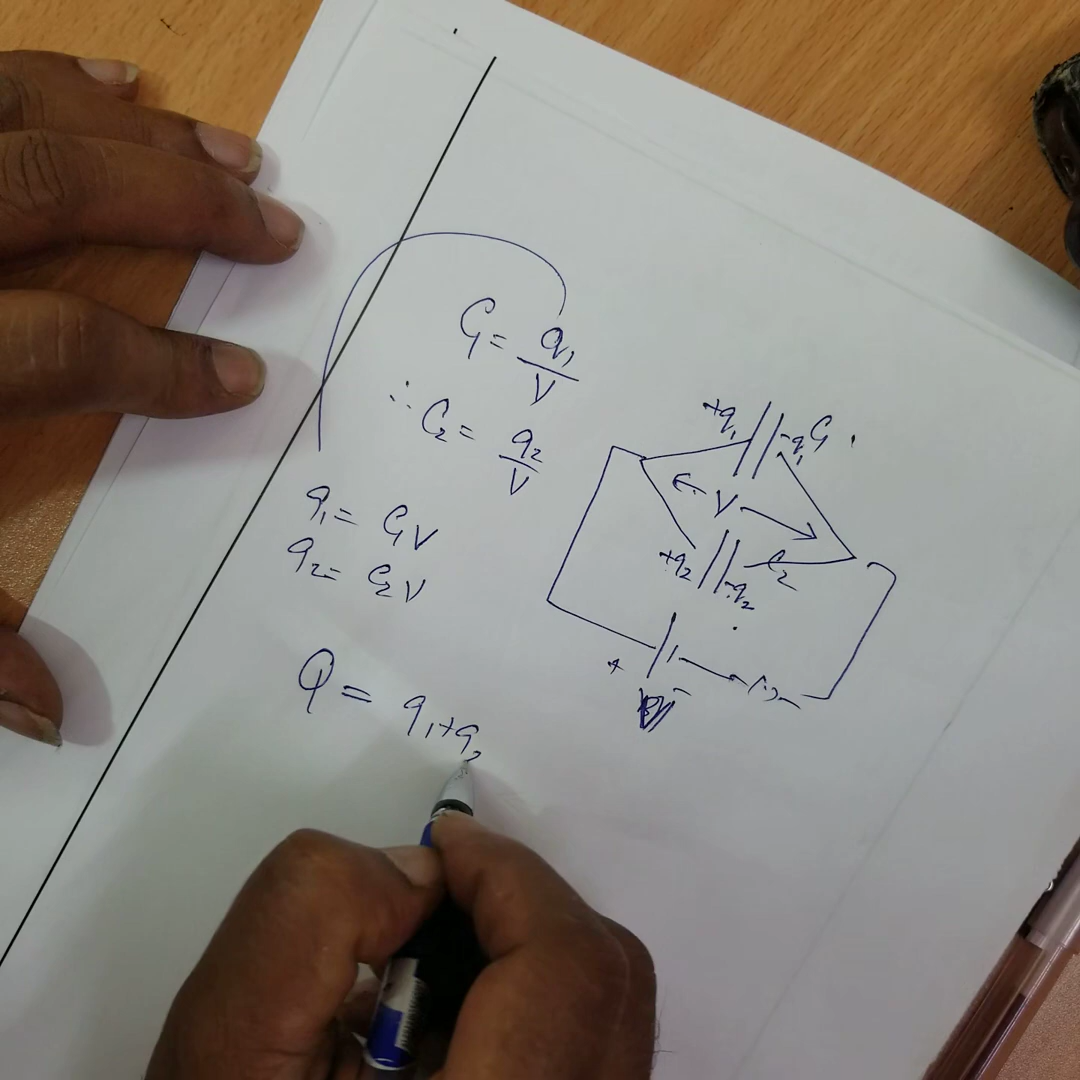 C₁ = q₁/V
∴ C₂ = q₂/V
q₁ = C₁V
q₂ = C₂V
Q = q₁+q₂
+q₁ -q₁ C₁
← V →
+q₂ -q₂ C₂
+ -